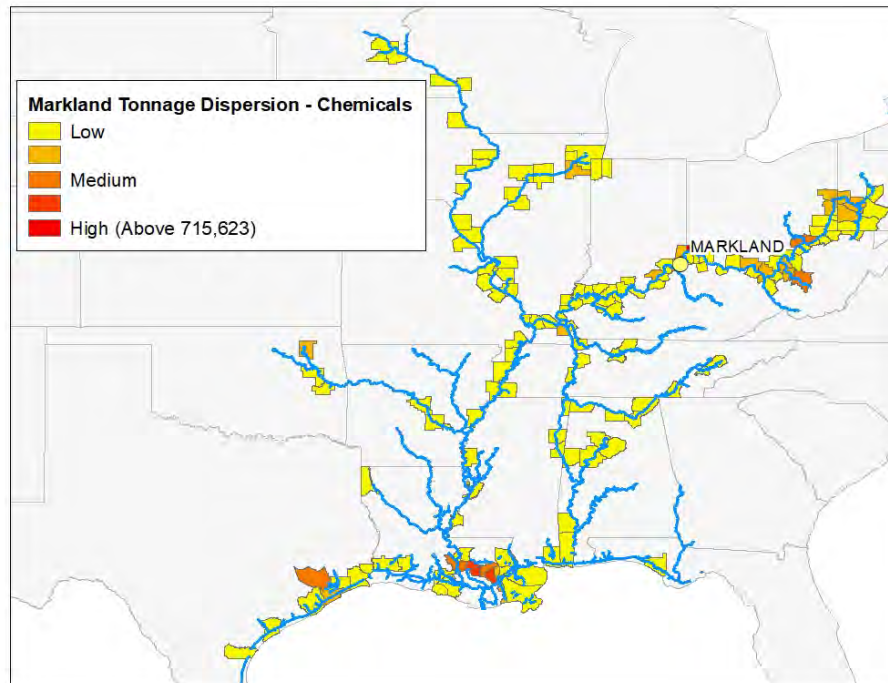 Markland Tonnage Dispersion - Chemicals
Low
Medium
High (Above 715,623)
MARKLAND